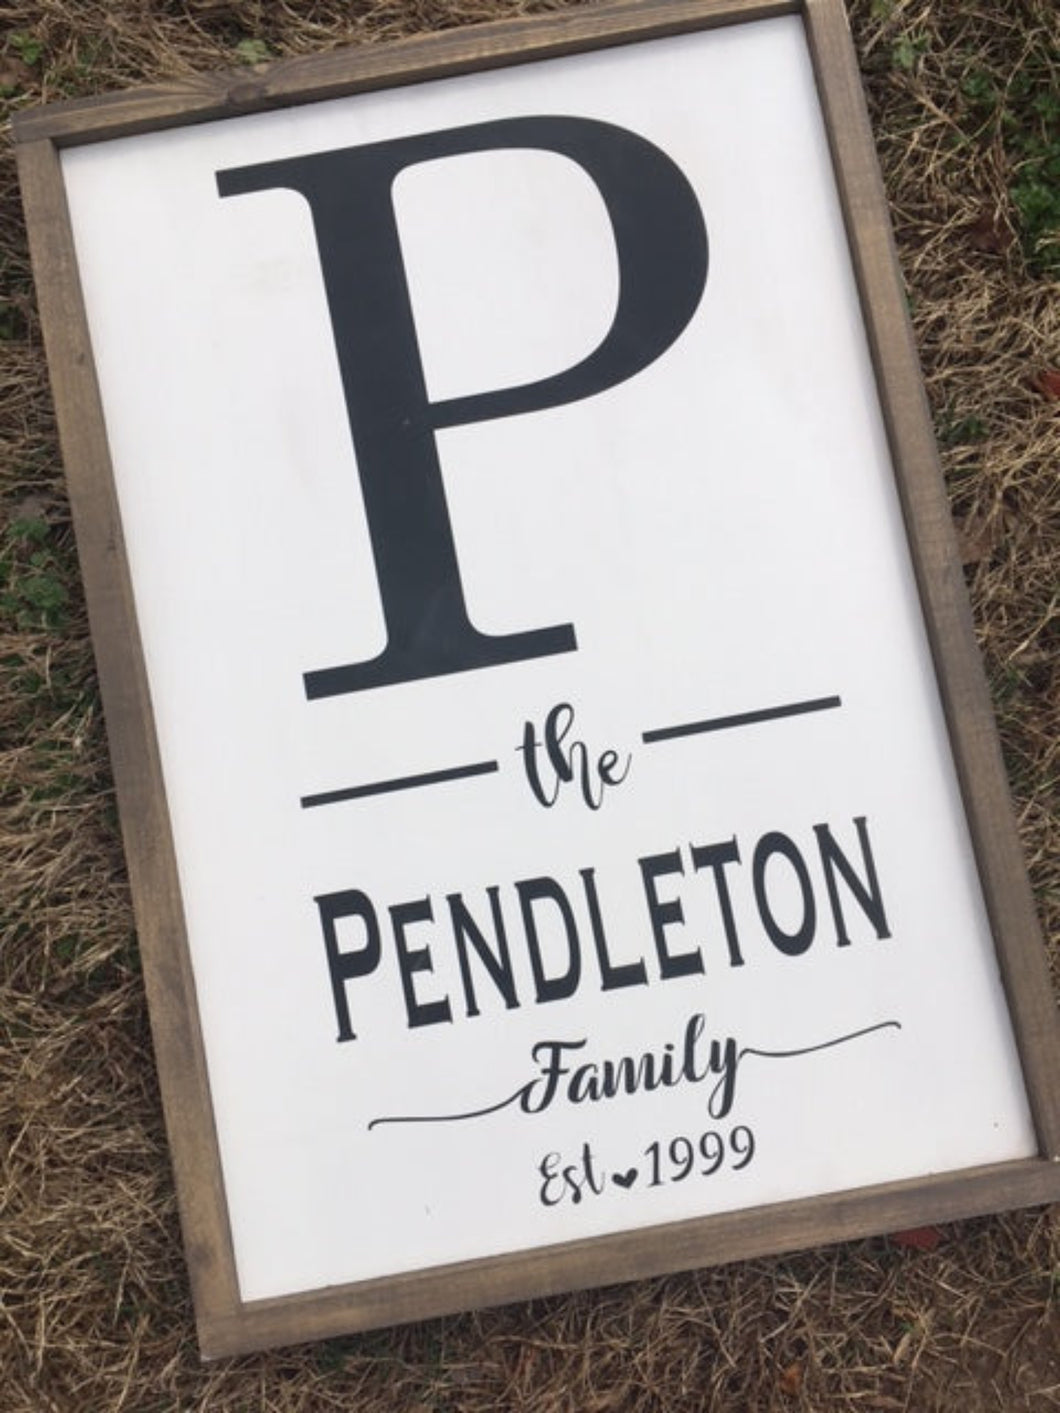 P
the
PENDLETON
Family
Est ♥ 1999